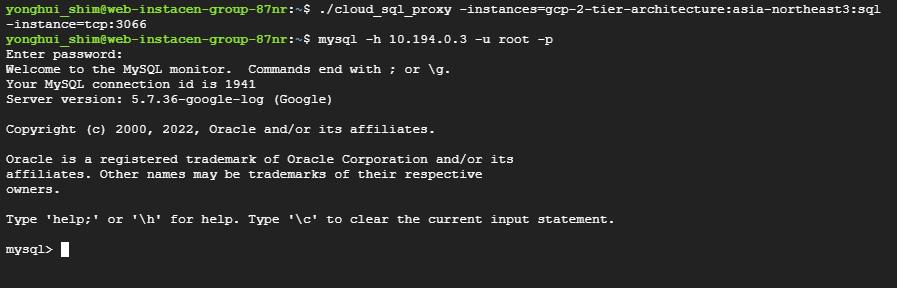 yonghui_shim@web-instacen-group-87nr:~$ ./cloud_sql_proxy -instances=gcp-2-tier-architecture:asia-northeast3:sql
-instance=tcp:3066
yonghui_shim@web-instacen-group-87nr:~$ mysql -h 10.194.0.3 -u root -p
Enter password:
Welcome to the MySQL monitor.  Commands end with ; or \g.
Your MySQL connection id is 1941
Server version: 5.7.36-google-log (Google)
Copyright (c) 2000, 2022, Oracle and/or its affiliates.
Oracle is a registered trademark of Oracle Corporation and/or its
affiliates. Other names may be trademarks of their respective
owners.
Type 'help;' or '\h' for help. Type '\c' to clear the current input statement.
mysql>